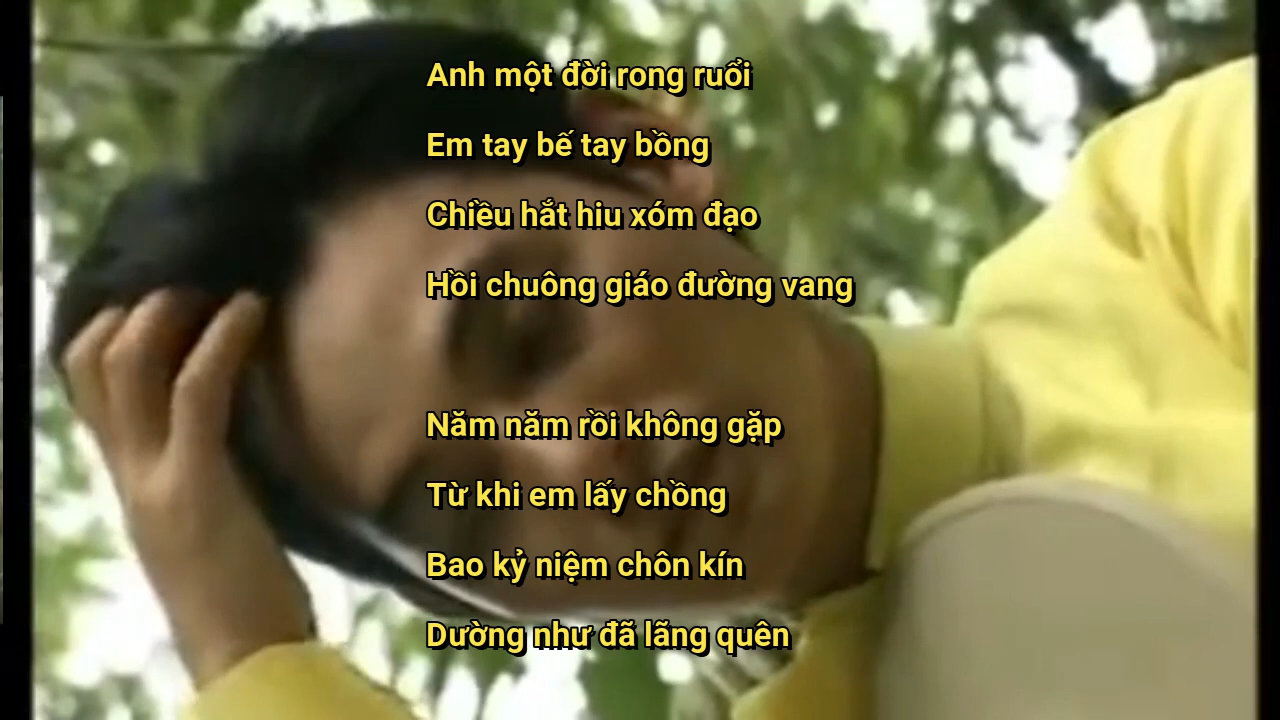 Anh một đời rong ruổi
Em tay bế tay bồng
Chiều hắt hiu xóm đạo
Hồi chuông giáo đường vang
Năm năm rồi không gặp
Từ khi em lấy chồng
Bao kỷ niệm chôn kín
Dường như đã lãng quên